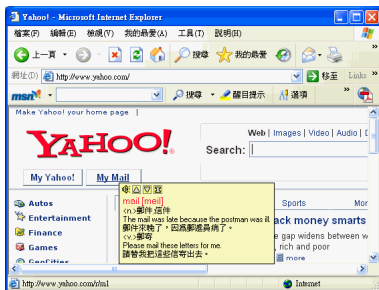 Yahoo! - Microsoft Internet Explorer
檔案(F) 編輯(E) 檢視(V) 我的最愛(A) 工具(T) 說明(H)
上一頁 搜尋 我的最愛
網址(D) http://www.yahoo.com/ 移至 Links
msn 搜尋 醒目提示 選項
Make Yahoo! your home page
YAHOO!
Web | Images | Video | Audio |
Search:
My Yahoo! My Mail
mail [meil]
<n.>郵件;信件
The mail was late because the postman was ill.
郵件來晚了，因為郵遞員病了。
<v.>郵寄
Please mail these letters for me.
請替我把這些信寄出去。
Autos
Entertainment
Finance
Games
GeoCities
Sports
ack money smarts
e gap widens between w
, rich and poor
more
http://www.yahoo.com/r/m1 Internet